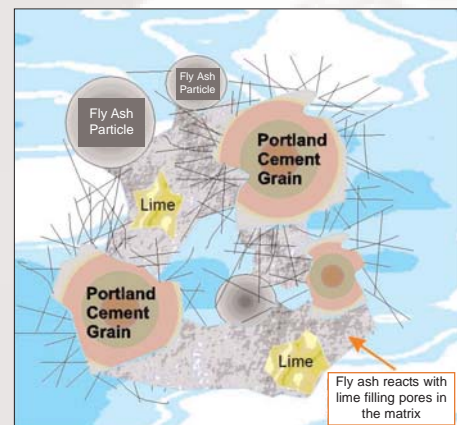 Fly Ash
Particle
Fly Ash
Particle
Portland
Cement
Grain
Lime
Portland
Cement
Grain
Lime
Fly ash reacts with
lime filling pores in
the matrix